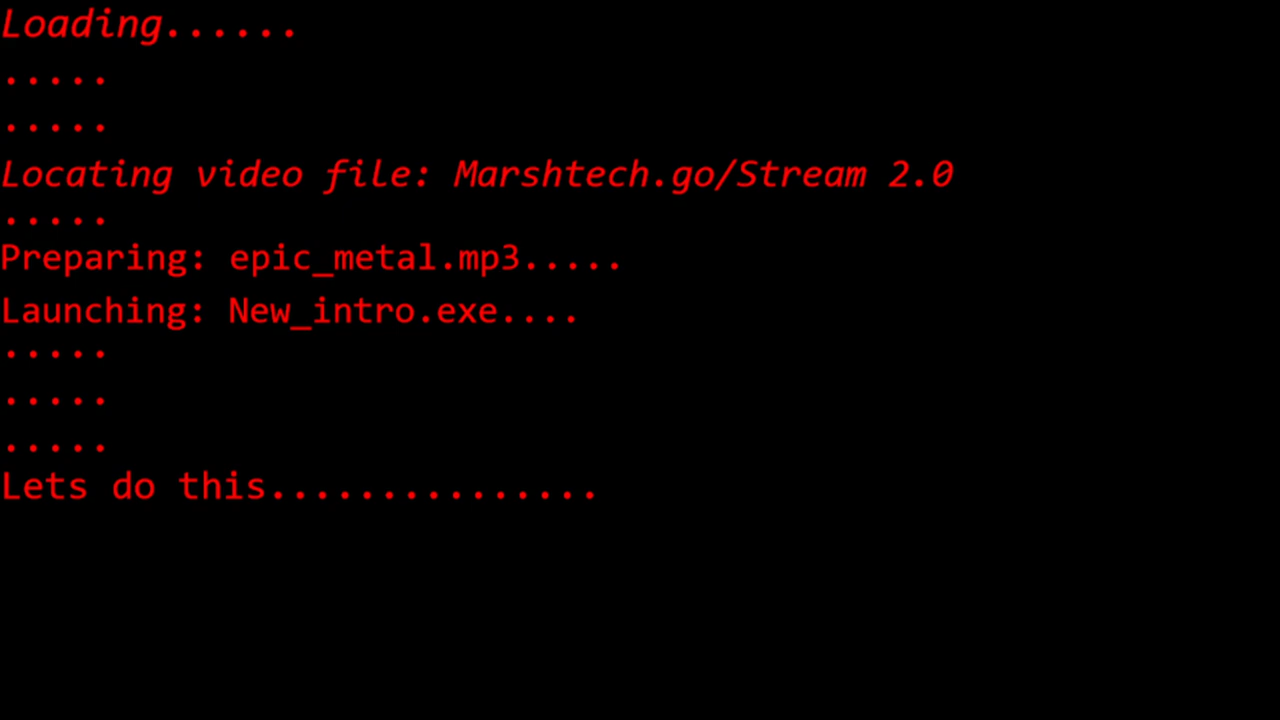 Loading......
.....
.....
Locating video file: Marshtech.go/Stream 2.0
.....
Preparing: epic_metal.mp3.....
Launching: New_intro.exe....
.....
.....
.....
Lets do this...............